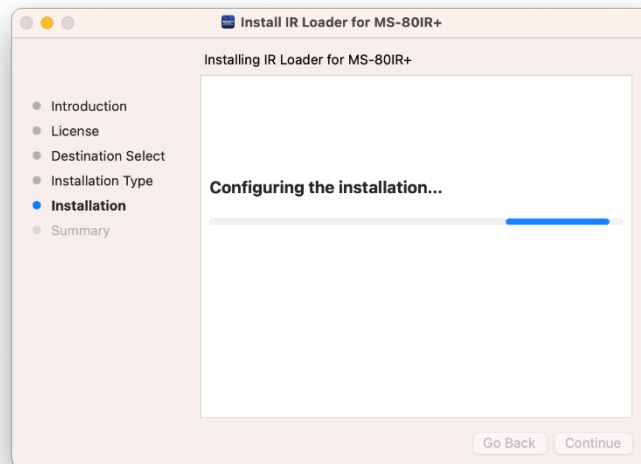 Install IR Loader for MS-80IR+
Installing IR Loader for MS-80IR+
Introduction
License
Destination Select
Installation Type
Installation
Summary
Configuring the installation...
Go Back
Continue